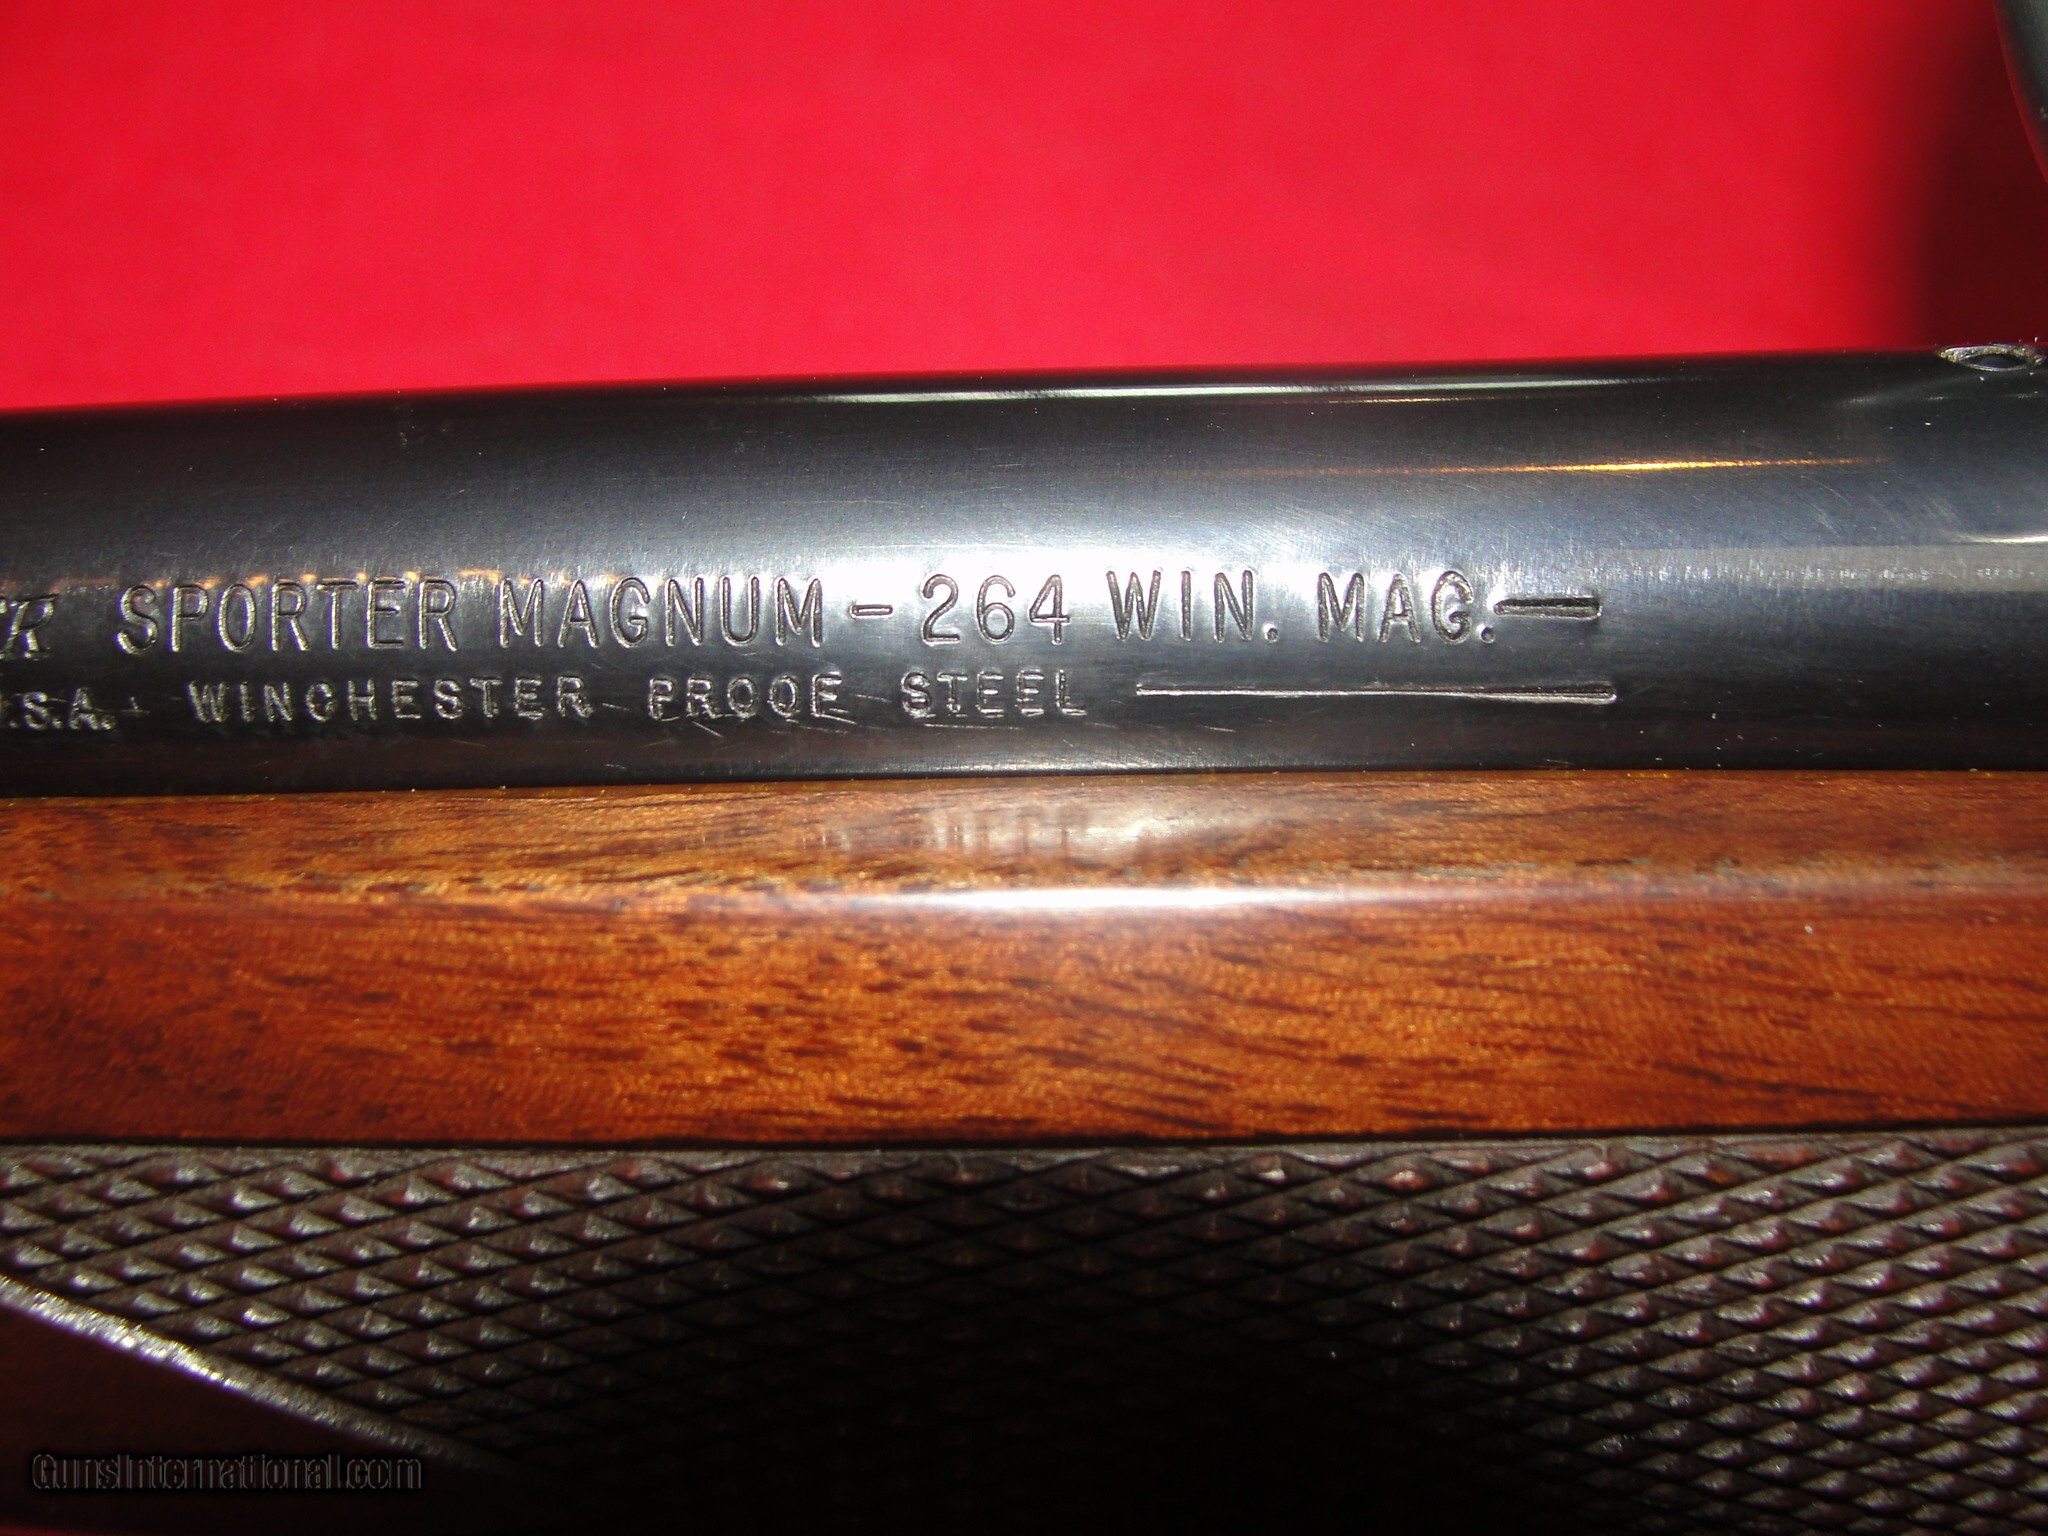 SPORTER MAGNUM - 264 WIN. MAG. —
.S.A. WINCHESTER PROOF STEEL —
GunsInternational.com